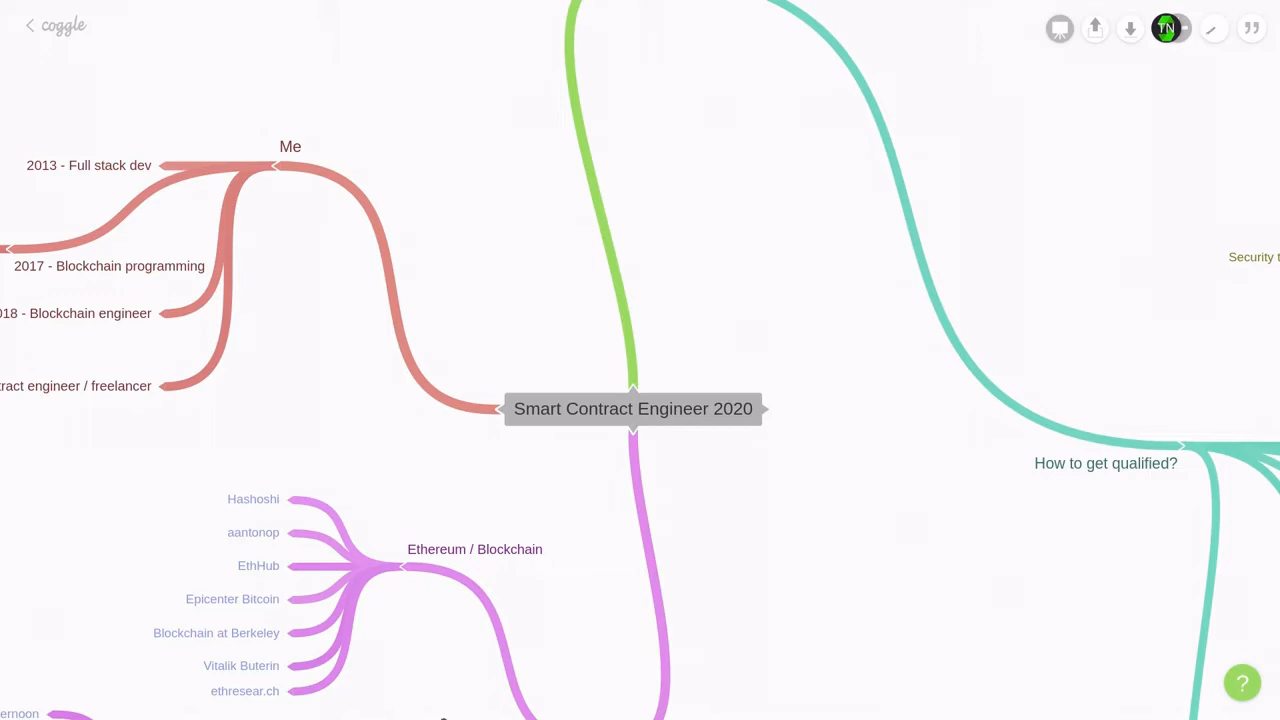 coggle
TN
Me
2013 - Full stack dev
Security t
2017 - Blockchain programming
018 - Blockchain engineer
ract engineer / freelancer
Smart Contract Engineer 2020
How to get qualified?
Hashoshi
aantonop
Ethereum / Blockchain
EthHub
Epicenter Bitcoin
Blockchain at Berkeley
Vitalik Buterin
ethresear.ch
ernoon
?